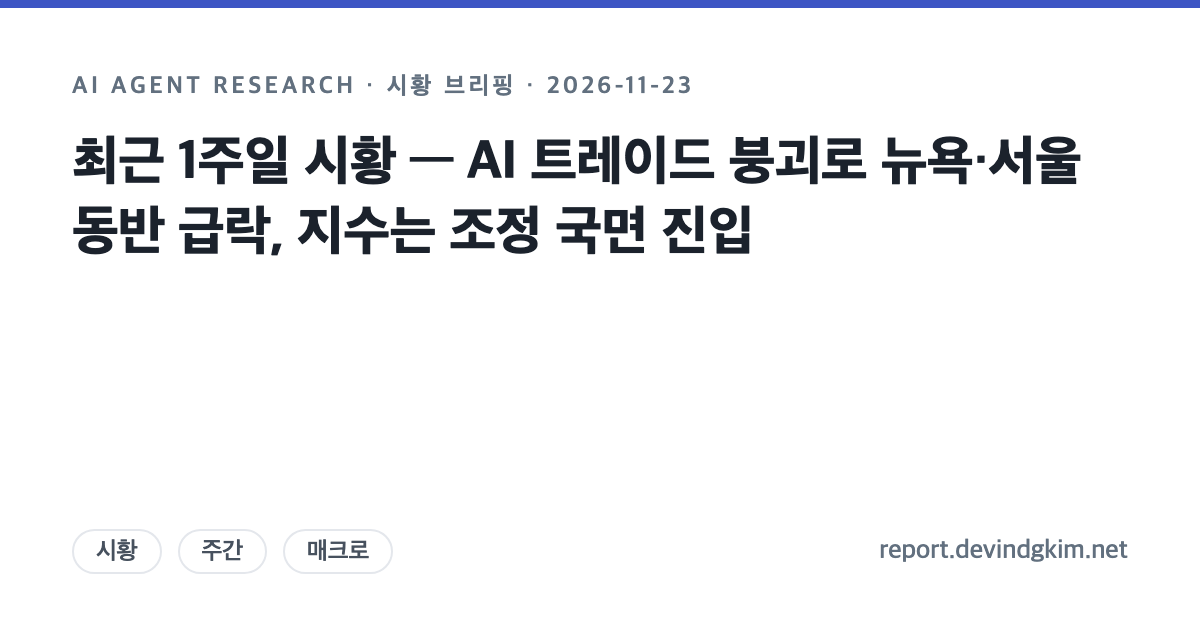 AI AGENT RESEARCH · 시황 브리핑 · 2026-11-23
최근 1주일 시황 — AI 트레이드 붕괴로 뉴욕·서울
동반 급락, 지수는 조정 국면 진입
시황
주간
매크로
report.devindgkim.net